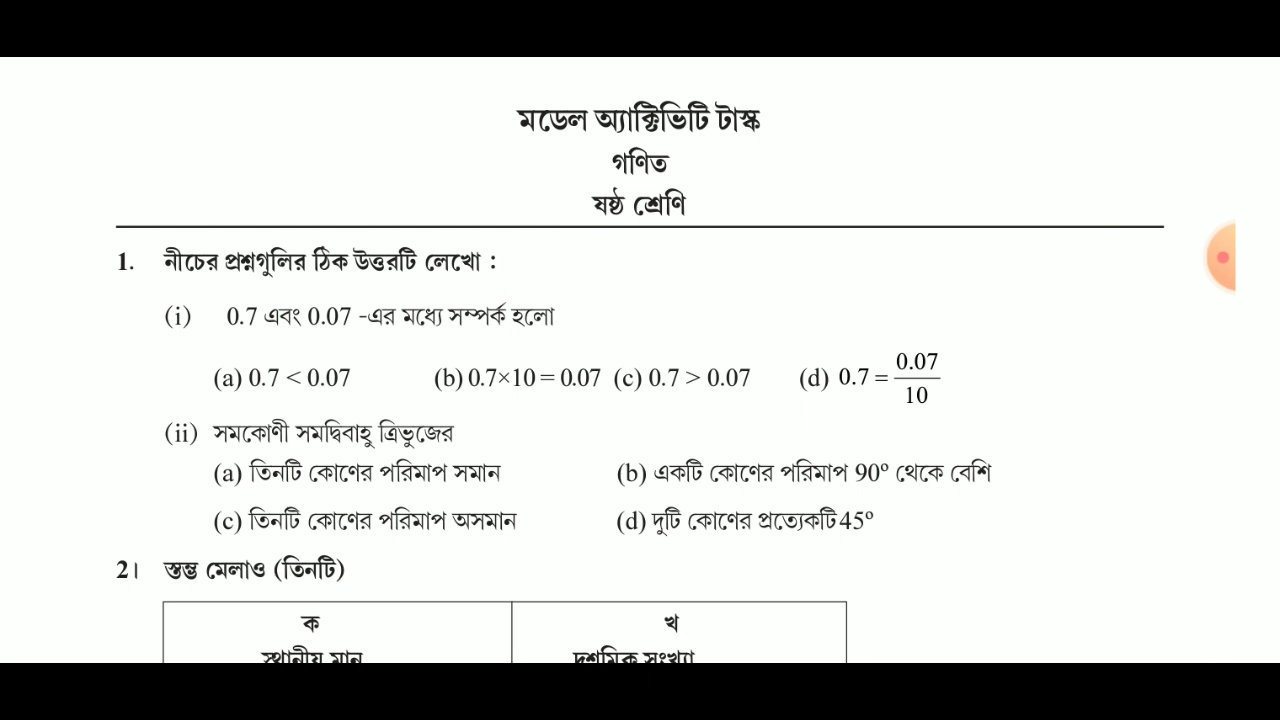 মডেল অ্যাক্টিভিটি টাস্ক
গণিত
ষষ্ঠ শ্রেণি
1. নীচের প্রশ্নগুলির ঠিক উত্তরটি লেখো :
(i) 0.7 এবং 0.07 -এর মধ্যে সম্পর্ক হলো
(a) 0.7 < 0.07 (b) 0.7×10 = 0.07 (c) 0.7 > 0.07 (d) 0.7 = 0.07/10
(ii) সমকোণী সমদ্বিবাহু ত্রিভুজের
(a) তিনটি কোণের পরিমাপ সমান (b) একটি কোণের পরিমাপ 90° থেকে বেশি
(c) তিনটি কোণের পরিমাপ অসমান (d) দুটি কোণের প্রত্যেকটি 45°
2। স্তম্ভ মেলাও (তিনটি)
ক খ
স্থানীয় মান দশমিক সংখ্যা